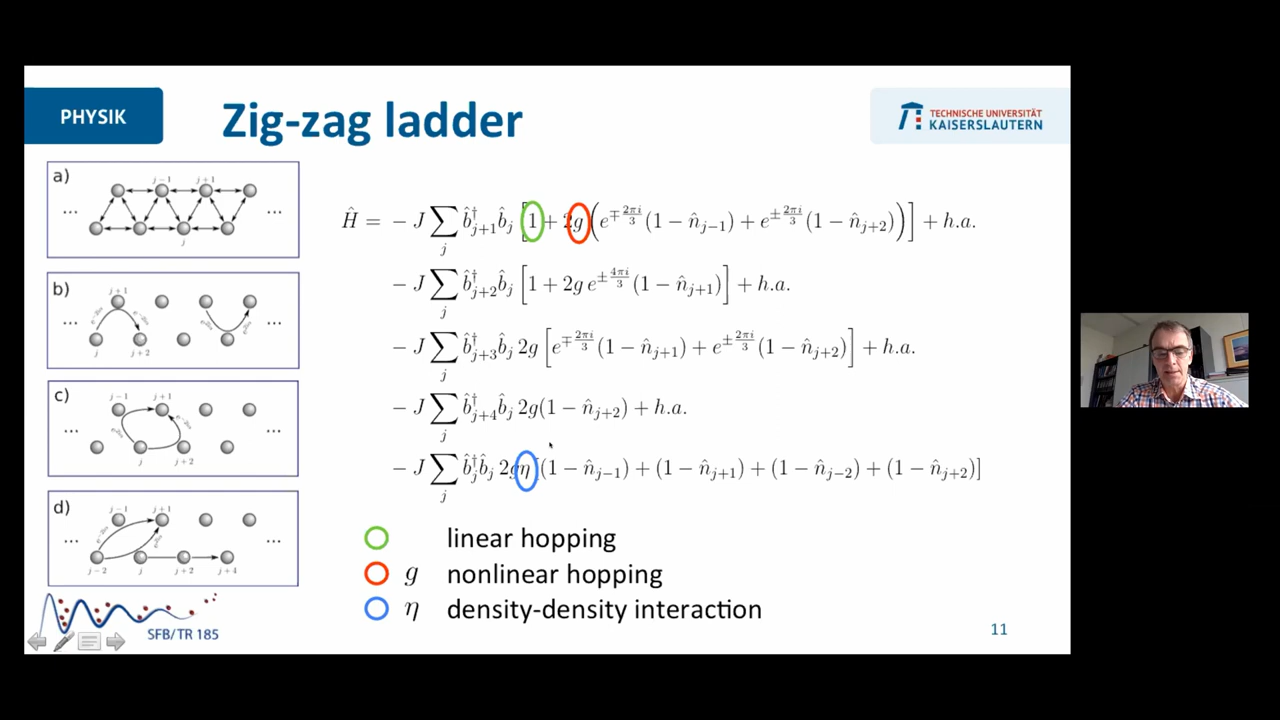 PHYSIK
Zig-zag ladder
TECHNISCHE UNIVERSITÄT
KAISERSLAUTERN
a)
j−1 j+1
... ...
j
b)
j+1
... ...
j j+2
c)
j−1 j+1
... ...
j j+2
d)
j−1 j+1
... ...
j−2 j j+2 j+4
Ĥ = − J ∑_j b̂†_{j+1} b̂_j [1 + 2g (e^{∓2πi/3}(1 − n̂_{j−1}) + e^{±2πi/3}(1 − n̂_{j+2}))] + h.a.
− J ∑_j b̂†_{j+2} b̂_j [1 + 2g e^{±4πi/3}(1 − n̂_{j+1})] + h.a.
− J ∑_j b̂†_{j+3} b̂_j 2g [e^{∓2πi/3}(1 − n̂_{j+1}) + e^{±2πi/3}(1 − n̂_{j+2})] + h.a.
− J ∑_j b̂†_{j+4} b̂_j 2g(1 − n̂_{j+2}) + h.a.
− J ∑_j b̂†_j b̂_j 2gη[(1 − n̂_{j−1}) + (1 − n̂_{j+1}) + (1 − n̂_{j−2}) + (1 − n̂_{j+2})]
linear hopping
g nonlinear hopping
η density-density interaction
SFB/TR 185
11